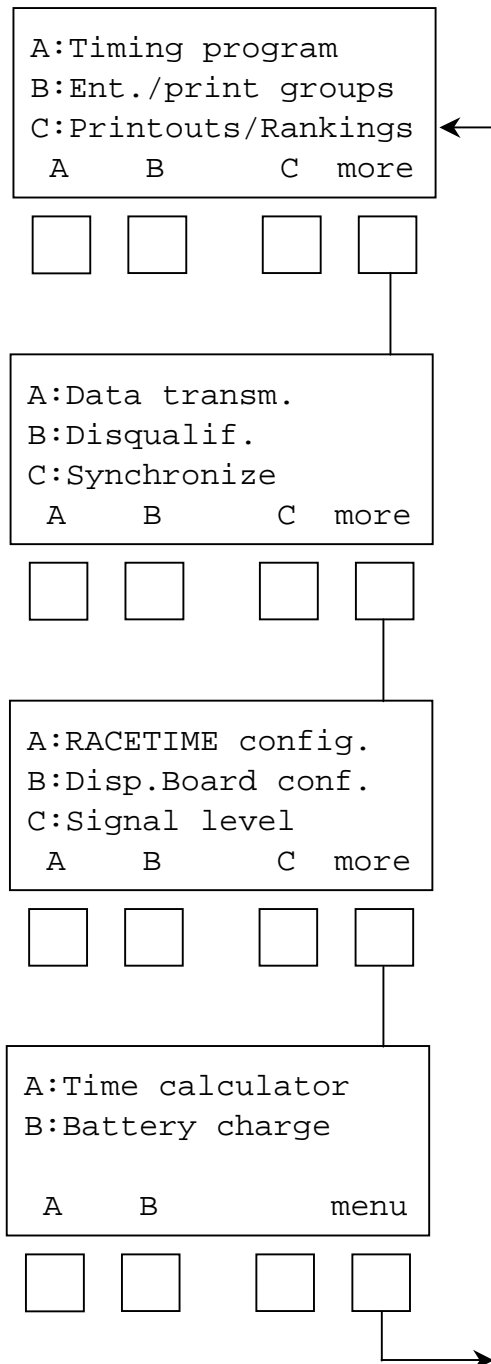 A:Timing program
B:Ent./print groups
C:Printouts/Rankings
A B C more
A:Data transm.
B:Disqualif.
C:Synchronize
A B C more
A:RACETIME config.
B:Disp.Board conf.
C:Signal level
A B C more
A:Time calculator
B:Battery charge
A B menu